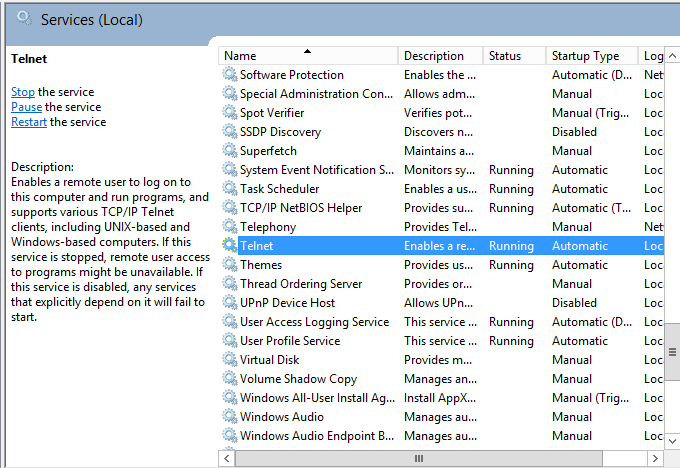 Services (Local)
Telnet
Stop the service
Pause the service
Restart the service
Description:
Enables a remote user to log on to
this computer and run programs, and
supports various TCP/IP Telnet
clients, including UNIX-based and
Windows-based computers. If this
service is stopped, remote user access
to programs might be unavailable. If
this service is disabled, any services
that explicitly depend on it will fail to
start.
Name Description Status Startup Type Log
Software Protection Enables the ... Automatic (D... Net
Special Administration Con... Allows adm... Manual Loc
Spot Verifier Verifies pot... Manual (Trig... Loc
SSDP Discovery Discovers n... Disabled Loc
Superfetch Maintains a... Manual Loc
System Event Notification S... Monitors sy... Running Automatic Loc
Task Scheduler Enables a us... Running Automatic Loc
TCP/IP NetBIOS Helper Provides su... Running Automatic (T... Loc
Telephony Provides Tel... Manual Net
Telnet Enables a re... Running Automatic Loc
Themes Provides us... Running Automatic Loc
Thread Ordering Server Provides or... Manual Loc
UPnP Device Host Allows UPn... Disabled Loc
User Access Logging Service This service ... Running Automatic (D... Loc
User Profile Service This service ... Running Automatic Loc
Virtual Disk Provides m... Manual Loc
Volume Shadow Copy Manages an... Manual Loc
Windows All-User Install Ag... Install AppX... Manual (Trig... Loc
Windows Audio Manages au... Manual Loc
Windows Audio Endpoint B... Manages au... Manual Loc